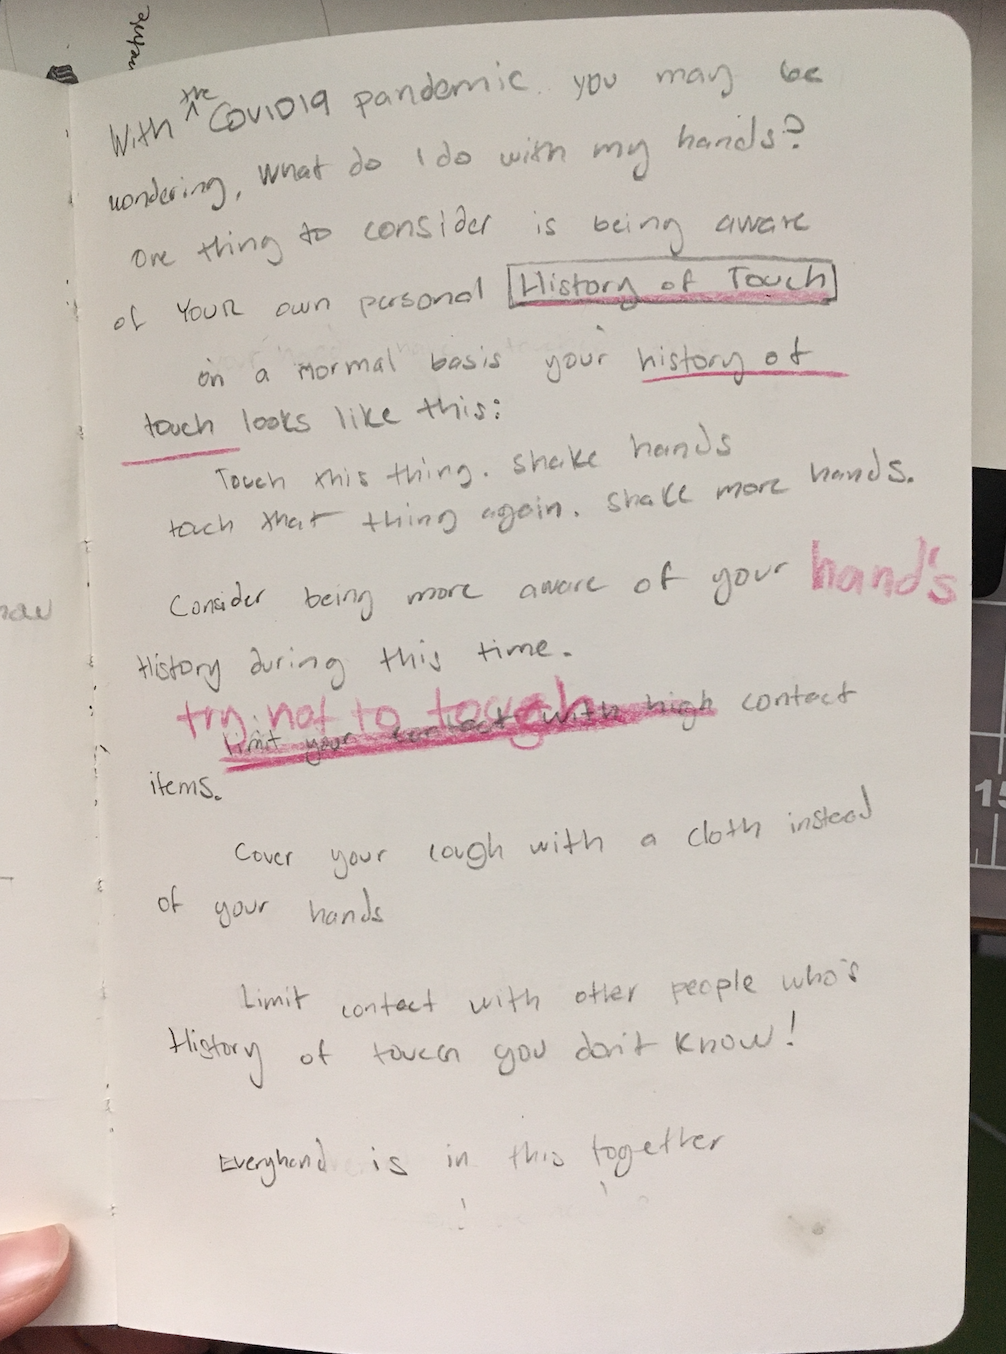 With the COVID19 pandemic you may be
wondering, What do I do with my hands?
one thing to consider is being aware
of YOUR own personal History of Touch
on a normal basis your history of
touch looks like this:
Touch this thing. Shake hands
touch that thing again. Shake more hands.
Consider being more aware of your hand's
History during this time.
try not to tough
Limit your contact with high contact
items.
Cover your cough with a cloth instead
of your hands
Limit contact with other people who's
History of touch you don't know!
Everyhand is in this together
15